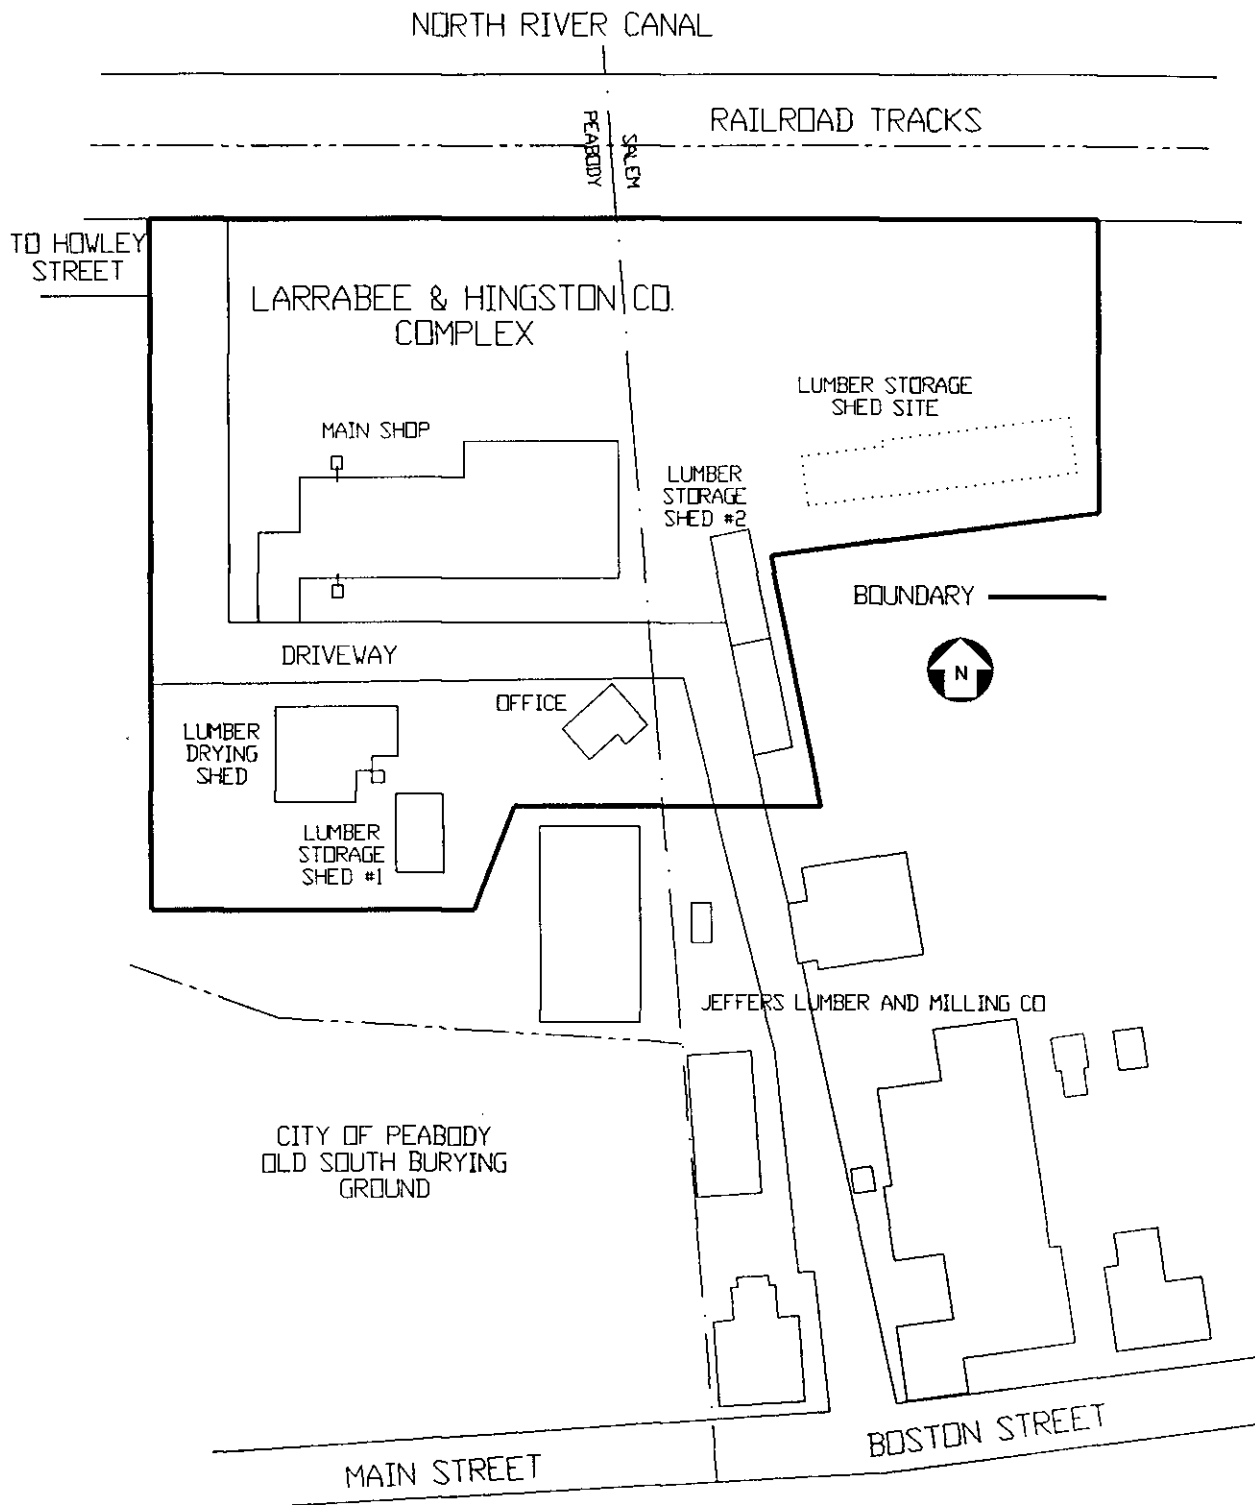 NORTH RIVER CANAL
RAILROAD TRACKS
PEABODY
SALEM
TO HOWLEY
STREET
LARRABEE & HINGSTON CO.
COMPLEX
LUMBER STORAGE
SHED SITE
MAIN SHOP
LUMBER
STORAGE
SHED #2
BOUNDARY
N
DRIVEWAY
OFFICE
LUMBER
DRYING
SHED
LUMBER
STORAGE
SHED #1
JEFFERS LUMBER AND MILLING CO
CITY OF PEABODY
OLD SOUTH BURYING
GROUND
BOSTON STREET
MAIN STREET